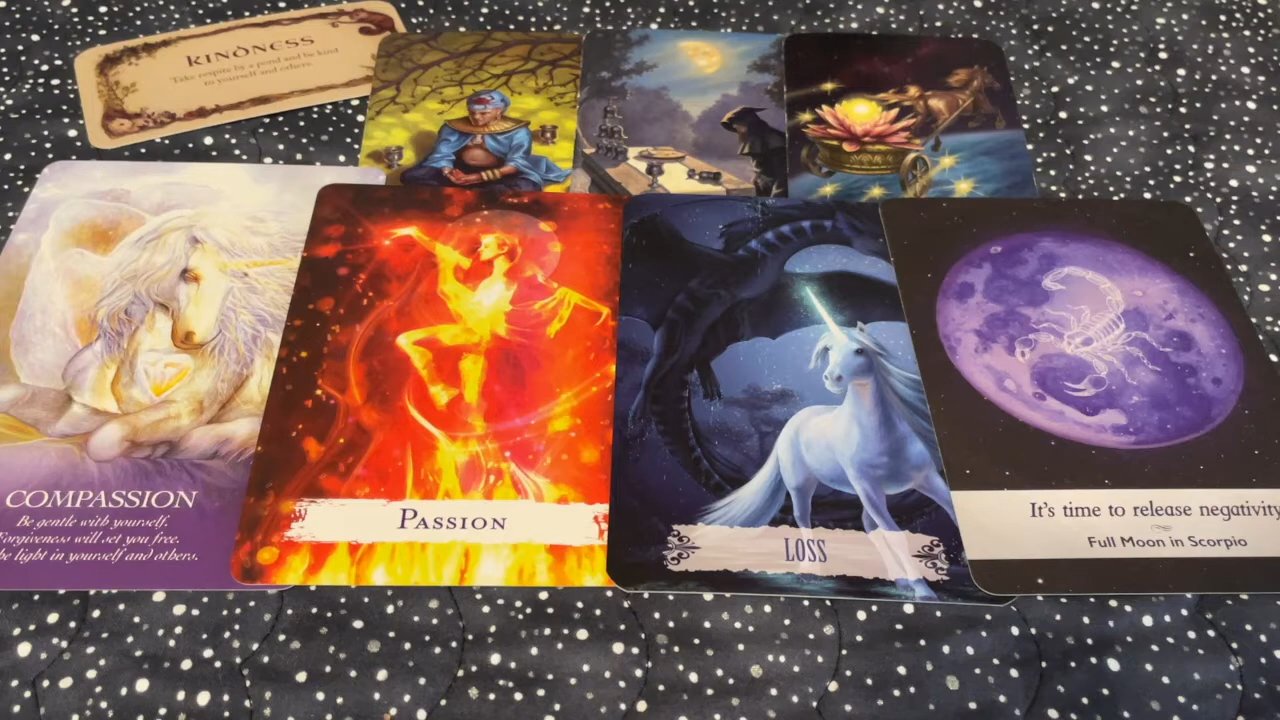 KINDNESS
Take respite by a pond and be kind
to yourself and others.
COMPASSION
Be gentle with yourself.
Forgiveness will set you free.
be light in yourself and others.
PASSION
LOSS
It's time to release negativity
Full Moon in Scorpio